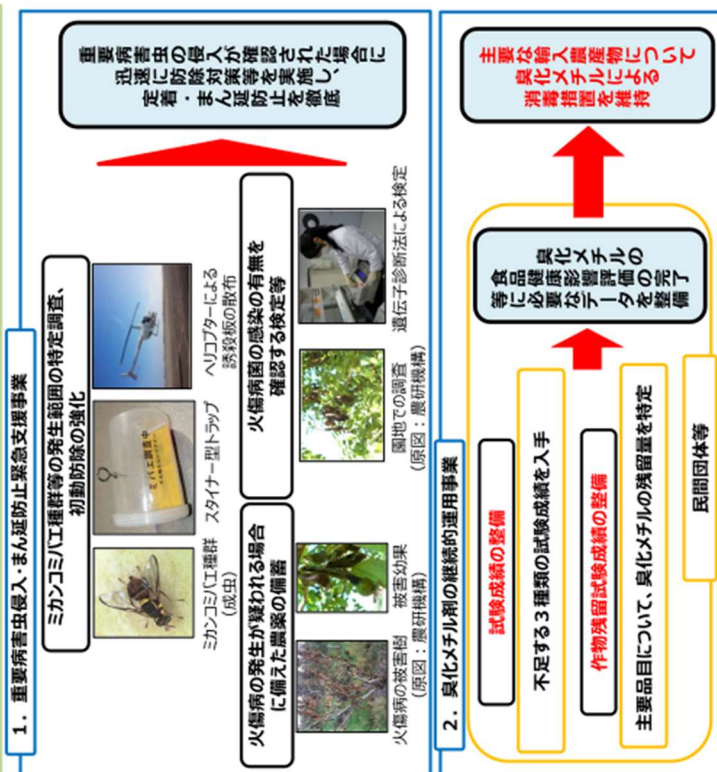 1．重要病害虫侵入・まん延防止緊急支援事業
ミカンコミバエ種群等の発生範囲の特定調査、
初動防除の強化
ミカンコミバエ種群
（成虫）
スタイナー型トラップ
ヘリコプターによる
誘殺板の散布
ミバエ調査中
火傷病の発生が疑われる場合
に備えた農薬の備蓄
火傷病の被害樹
被害幼果
（原図：農研機構）
火傷病菌の感染の有無を
確認する検定等
園地での調査
（原図：農研機構）
遺伝子診断法による検定
重要病害虫の侵入が確認された場合に
迅速に防除対策等を実施し、
定着・まん延防止を徹底
2．臭化メチル剤の継続的運用事業
試験成績の整備
不足する３種類の試験成績を入手
作物残留試験成績の整備
主要品目について、臭化メチルの残留量を特定
民間団体等
臭化メチルの
食品健康影響評価の完了
等に必要なデータを整備
主要な輸入農産物について
臭化メチルによる
消毒措置を維持